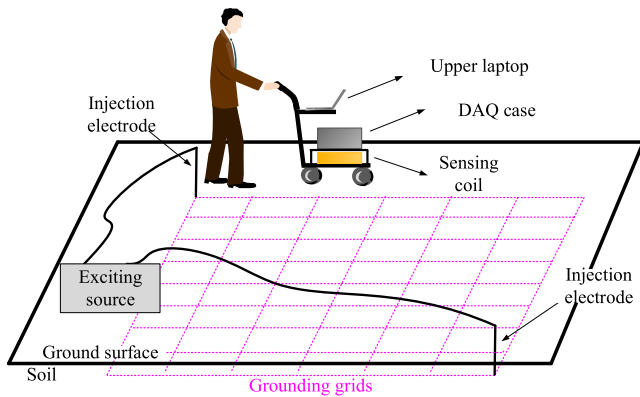 Upper laptop
Injection
electrode
DAQ case
Sensing
coil
Exciting
source
Injection
electrode
Ground surface
Soil
Grounding grids